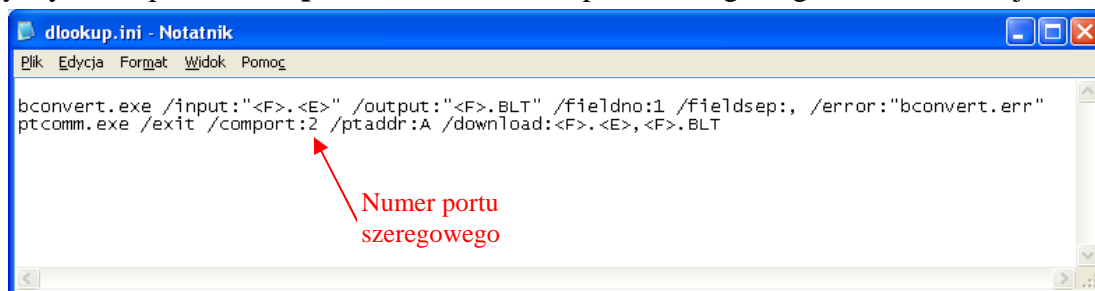 dlookup.ini - Notatnik
Plik Edycja Format Widok Pomoc
bconvert.exe /input:"<F>.<E>" /output:"<F>.BLT" /fieldno:1 /fieldsep:, /error:"bconvert.err"
ptcomm.exe /exit /comport:2 /ptaddr:A /download:<F>.<E>,<F>.BLT
Numer portu
szeregowego